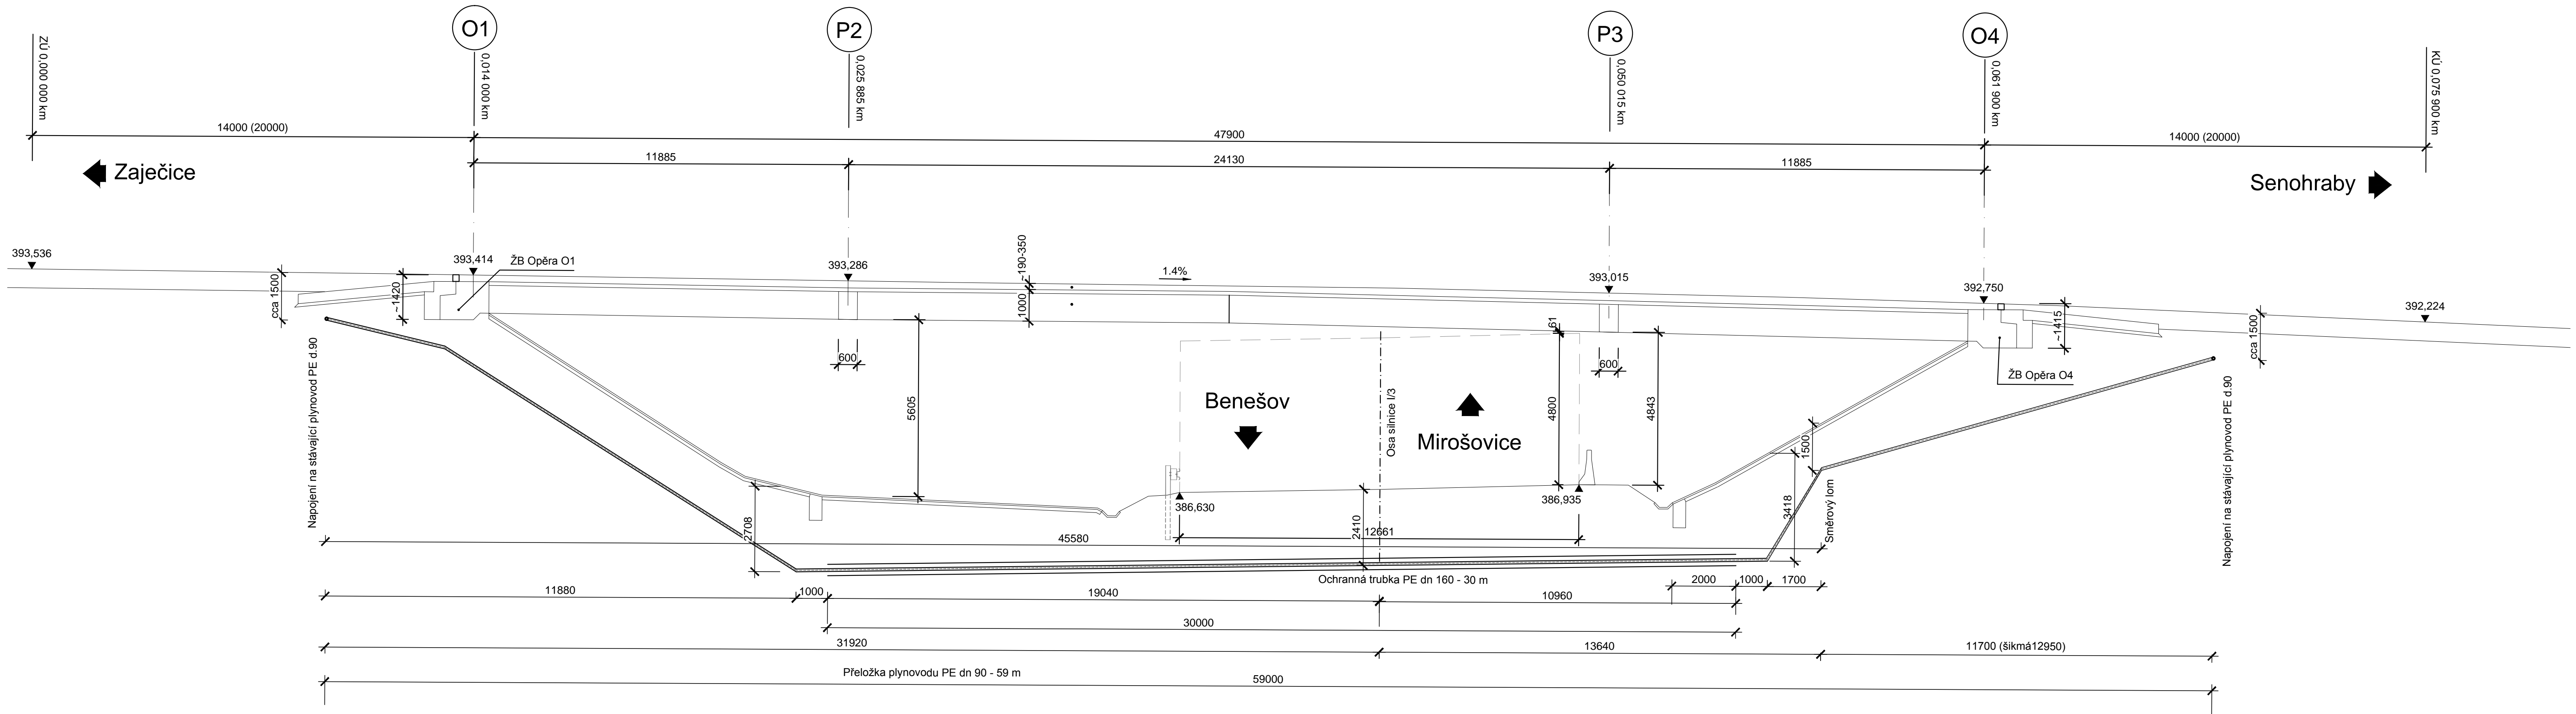 O1
P2
P3
O4
ZÚ 0,000 000 km
0,014 000 km
0,025 885 km
0,050 015 km
0,061 900 km
KÚ 0,075 900 km
14000 (20000)
47900
14000 (20000)
11885
24130
11885
Zaječice
Senohraby
393,536
393,414
ŽB Opěra O1
393,286
~190-350
1.4%
393,015
392,750
392,224
cca 1500
~1420
1000
61
~1415
cca 1500
600
600
ŽB Opěra O4
Napojení na stávající plynovod PE d.90
5605
Benešov
Osa silnice I/3
Mirošovice
4800
4843
1500
Napojení na stávající plynovod PE d.90
2708
386,630
2410
386,935
3418
Směrový lom
45580
12661
Ochranná trubka PE dn 160 - 30 m
11880
1000
19040
10960
2000
1000
1700
30000
31920
13640
11700 (šikmá12950)
Přeložka plynovodu PE dn 90 - 59 m
59000